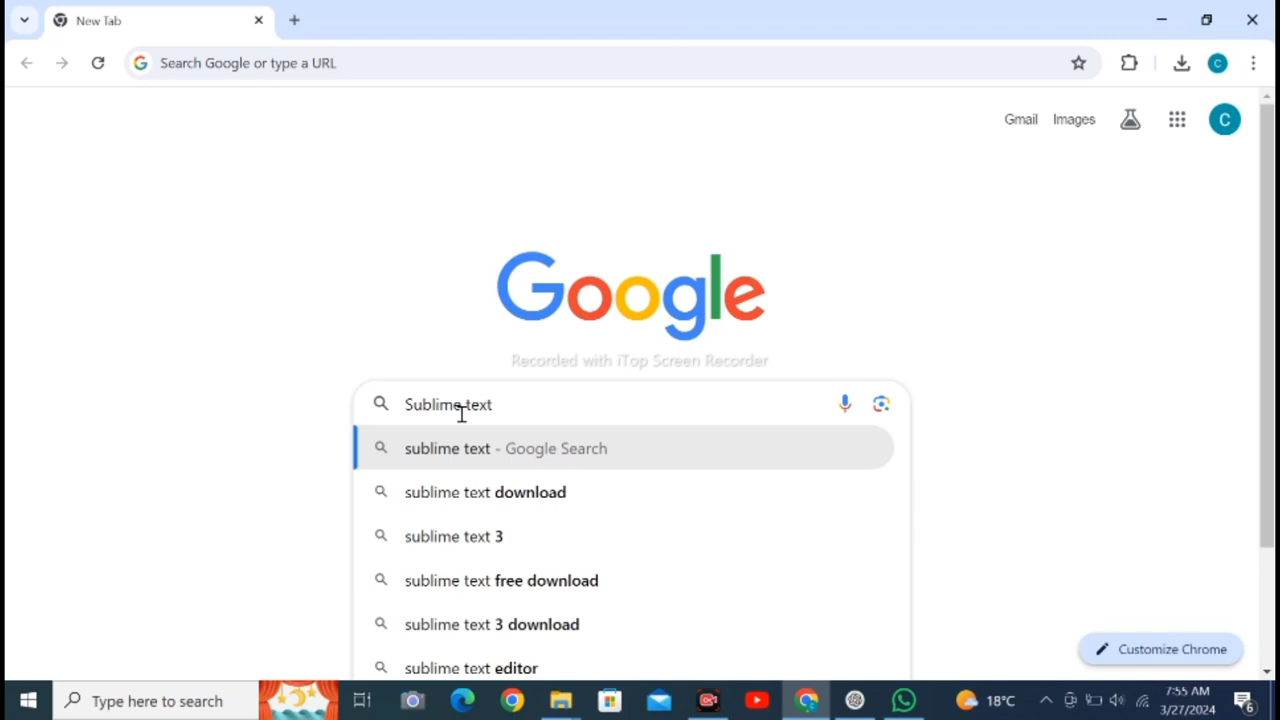 New Tab
Search Google or type a URL
Gmail Images
C
C
Google
Recorded with iTop Screen Recorder
Sublime text
sublime text - Google Search
sublime text download
sublime text 3
sublime text free download
sublime text 3 download
sublime text editor
Customize Chrome
Type here to search
18°C
7:55 AM
3/27/2024
6